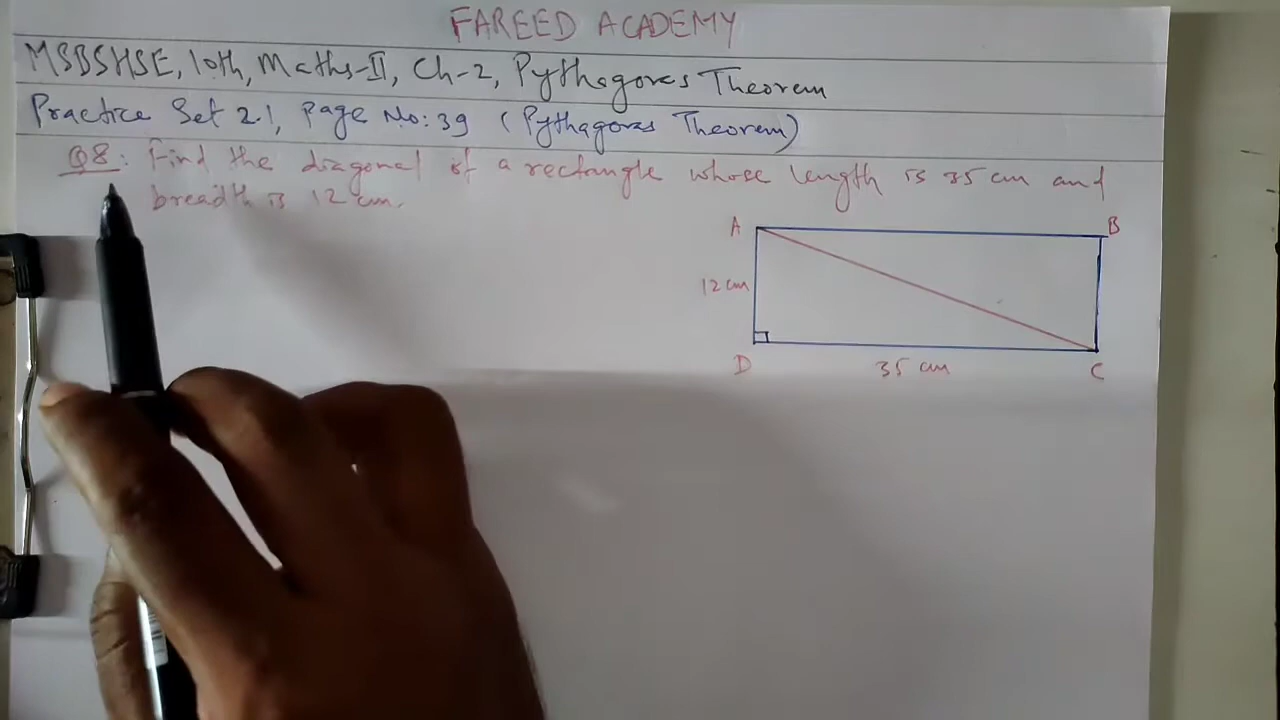 FAREED ACADEMY
MSBSHSE, 10th, Maths-II, Ch-2, Pythagoras Theorem
Practice Set 2.1, Page No: 39 (Pythagoras Theorem)
Q8: Find the diagonal of a rectangle whose length is 35 cm and
breadth is 12 cm.
A B
12 cm
D 35 cm C